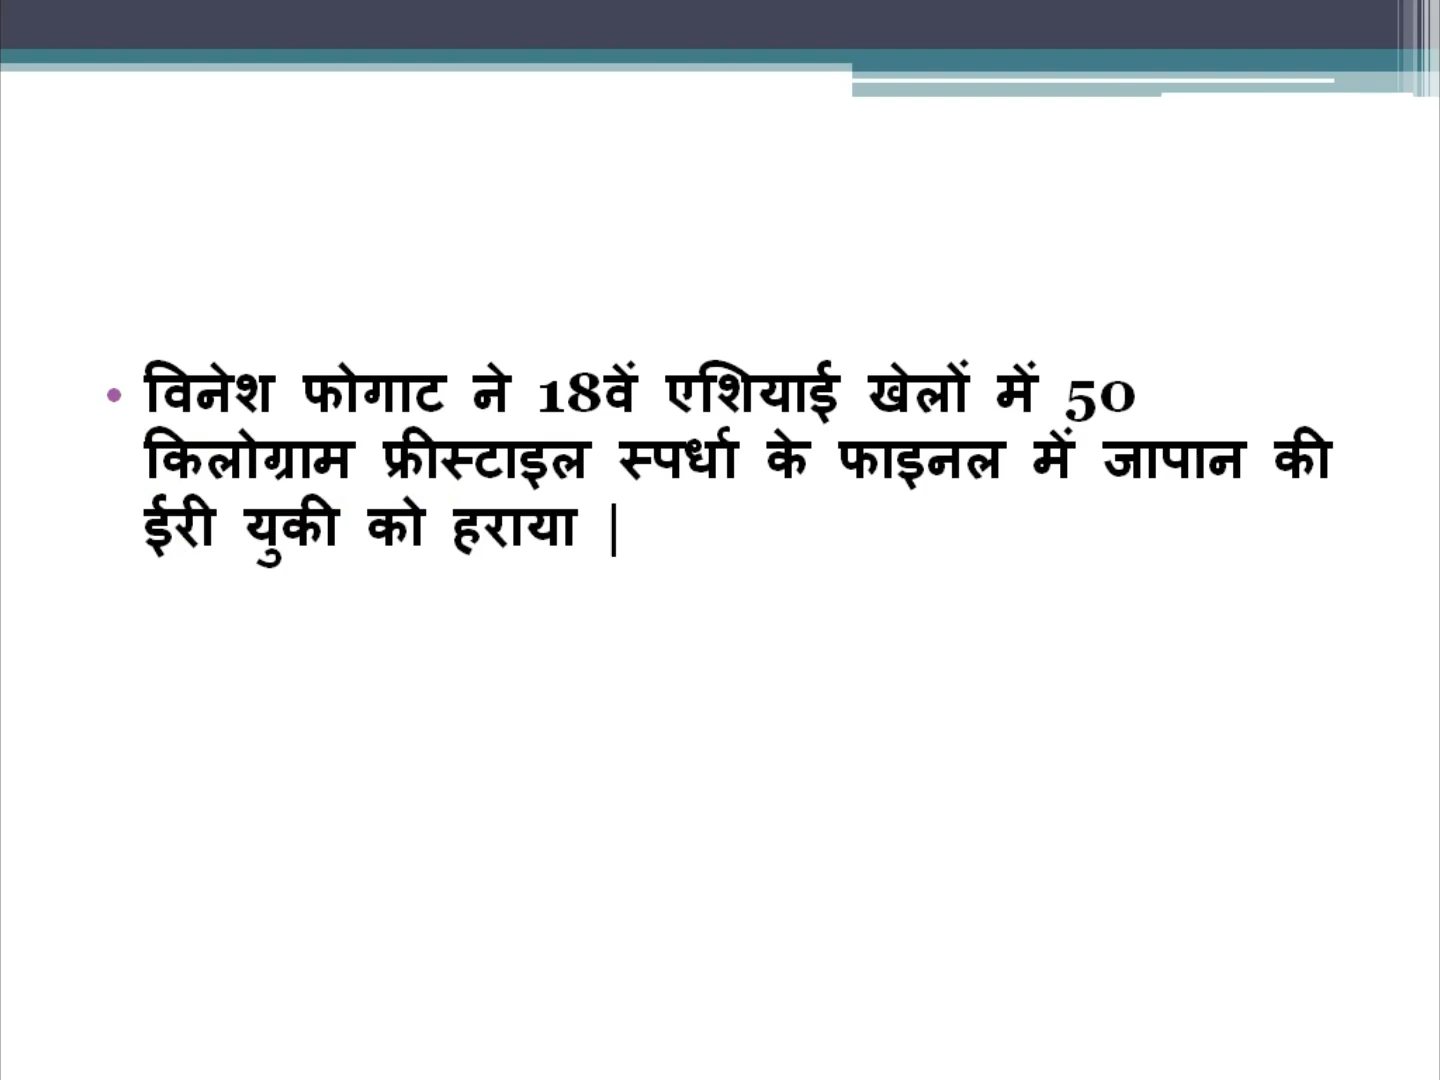 • विनेश फोगाट ने 18वें एशियाई खेलों में 50
किलोग्राम फ्रीस्टाइल स्पर्धा के फाइनल में जापान की
ईरी युकी को हराया |